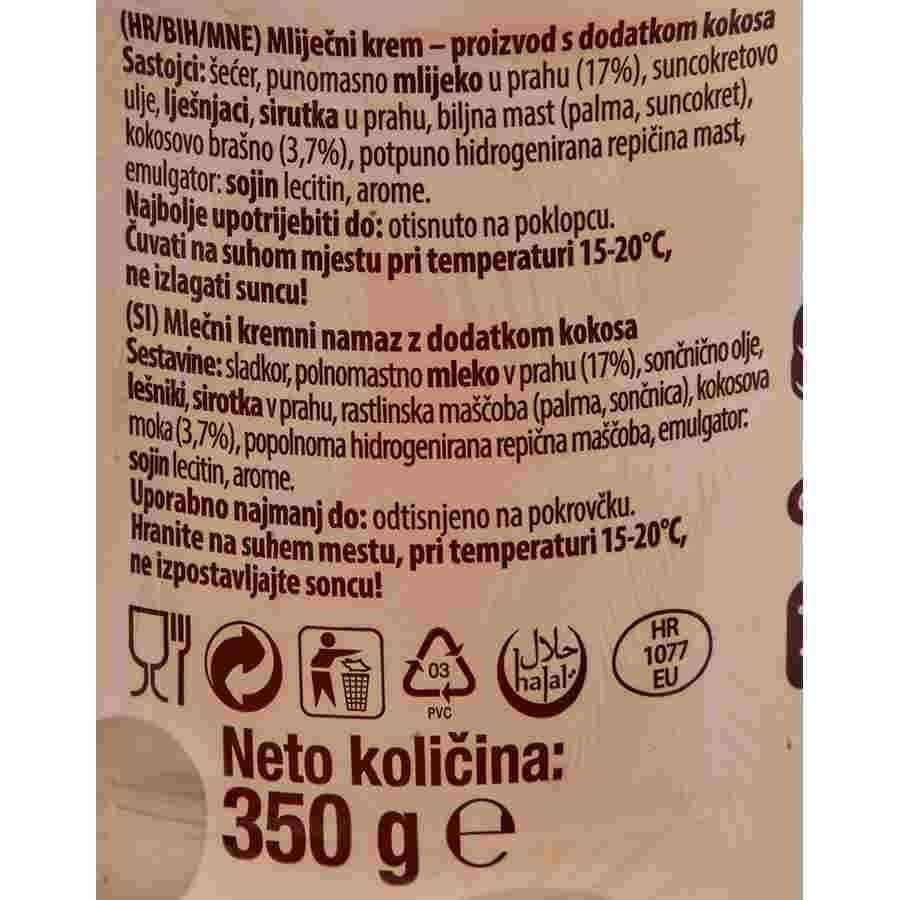 (HR/BIH/MNE) Mliječni krem – proizvod s dodatkom kokosa
Sastojci: šećer, punomasno mlijeko u prahu (17%), suncokretovo
ulje, lješnjaci, sirutka u prahu, biljna mast (palma, suncokret),
kokosovo brašno (3,7%), potpuno hidrogenirana repičina mast,
emulgator: sojin lecitin, arome.
Najbolje upotrijebiti do: otisnuto na poklopcu.
Čuvati na suhom mjestu pri temperaturi 15-20°C,
ne izlagati suncu!
(SI) Mlečni kremni namaz z dodatkom kokosa
Sestavine: sladkor, polnomastno mleko v prahu (17%), sončnično olje,
lešniki, sirotka v prahu, rastlinska maščoba (palma, sončnica), kokosova
moka (3,7%), popolnoma hidrogenirana repična maščoba, emulgator:
sojin lecitin, arome.
Uporabno najmanj do: odtisnjeno na pokrovčku.
Hranite na suhem mestu, pri temperaturi 15-20°C,
ne izpostavljajte soncu!
03
PVC
حلال
halal
HR
1077
EU
Neto količina:
350 g ℮